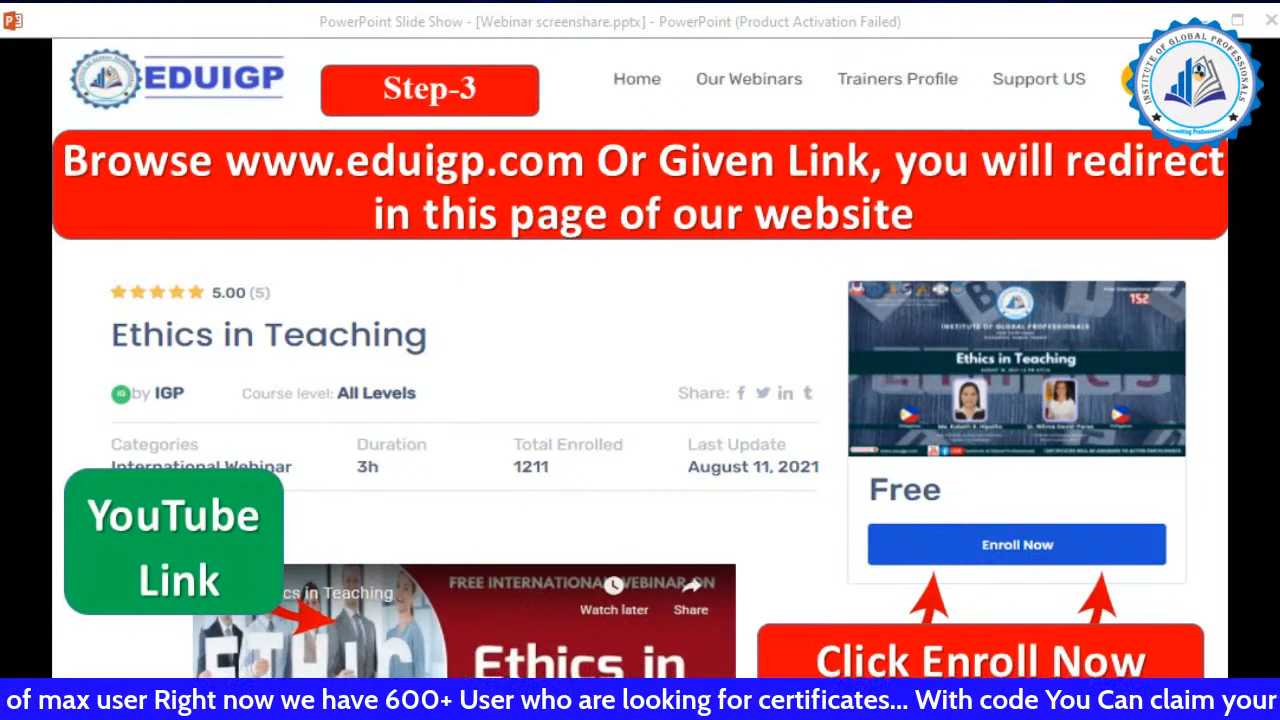 PowerPoint Slide Show - [Webinar screenshare.pptx] - PowerPoint (Product Activation Failed)
EDUIGP
Step-3
Home Our Webinars Trainers Profile Support US
INSTITUTE OF GLOBAL PROFESSIONALS
Browse www.eduigp.com Or Given Link, you will redirect
in this page of our website
5.00 (5)
Ethics in Teaching
IG by IGP Course level: All Levels Share:
Categories Duration Total Enrolled Last Update
International Webinar 3h 1211 August 11, 2021
152
INSTITUTE OF GLOBAL PROFESSIONALS
Ethics in Teaching
Free
Enroll Now
YouTube
Link
cs in Teaching
FREE INTERNATIONAL WEBINAR ON
Watch later Share
ETHIC
Ethics in
Click Enroll Now
of max user Right now we have 600+ User who are looking for certificates... With code You Can claim your